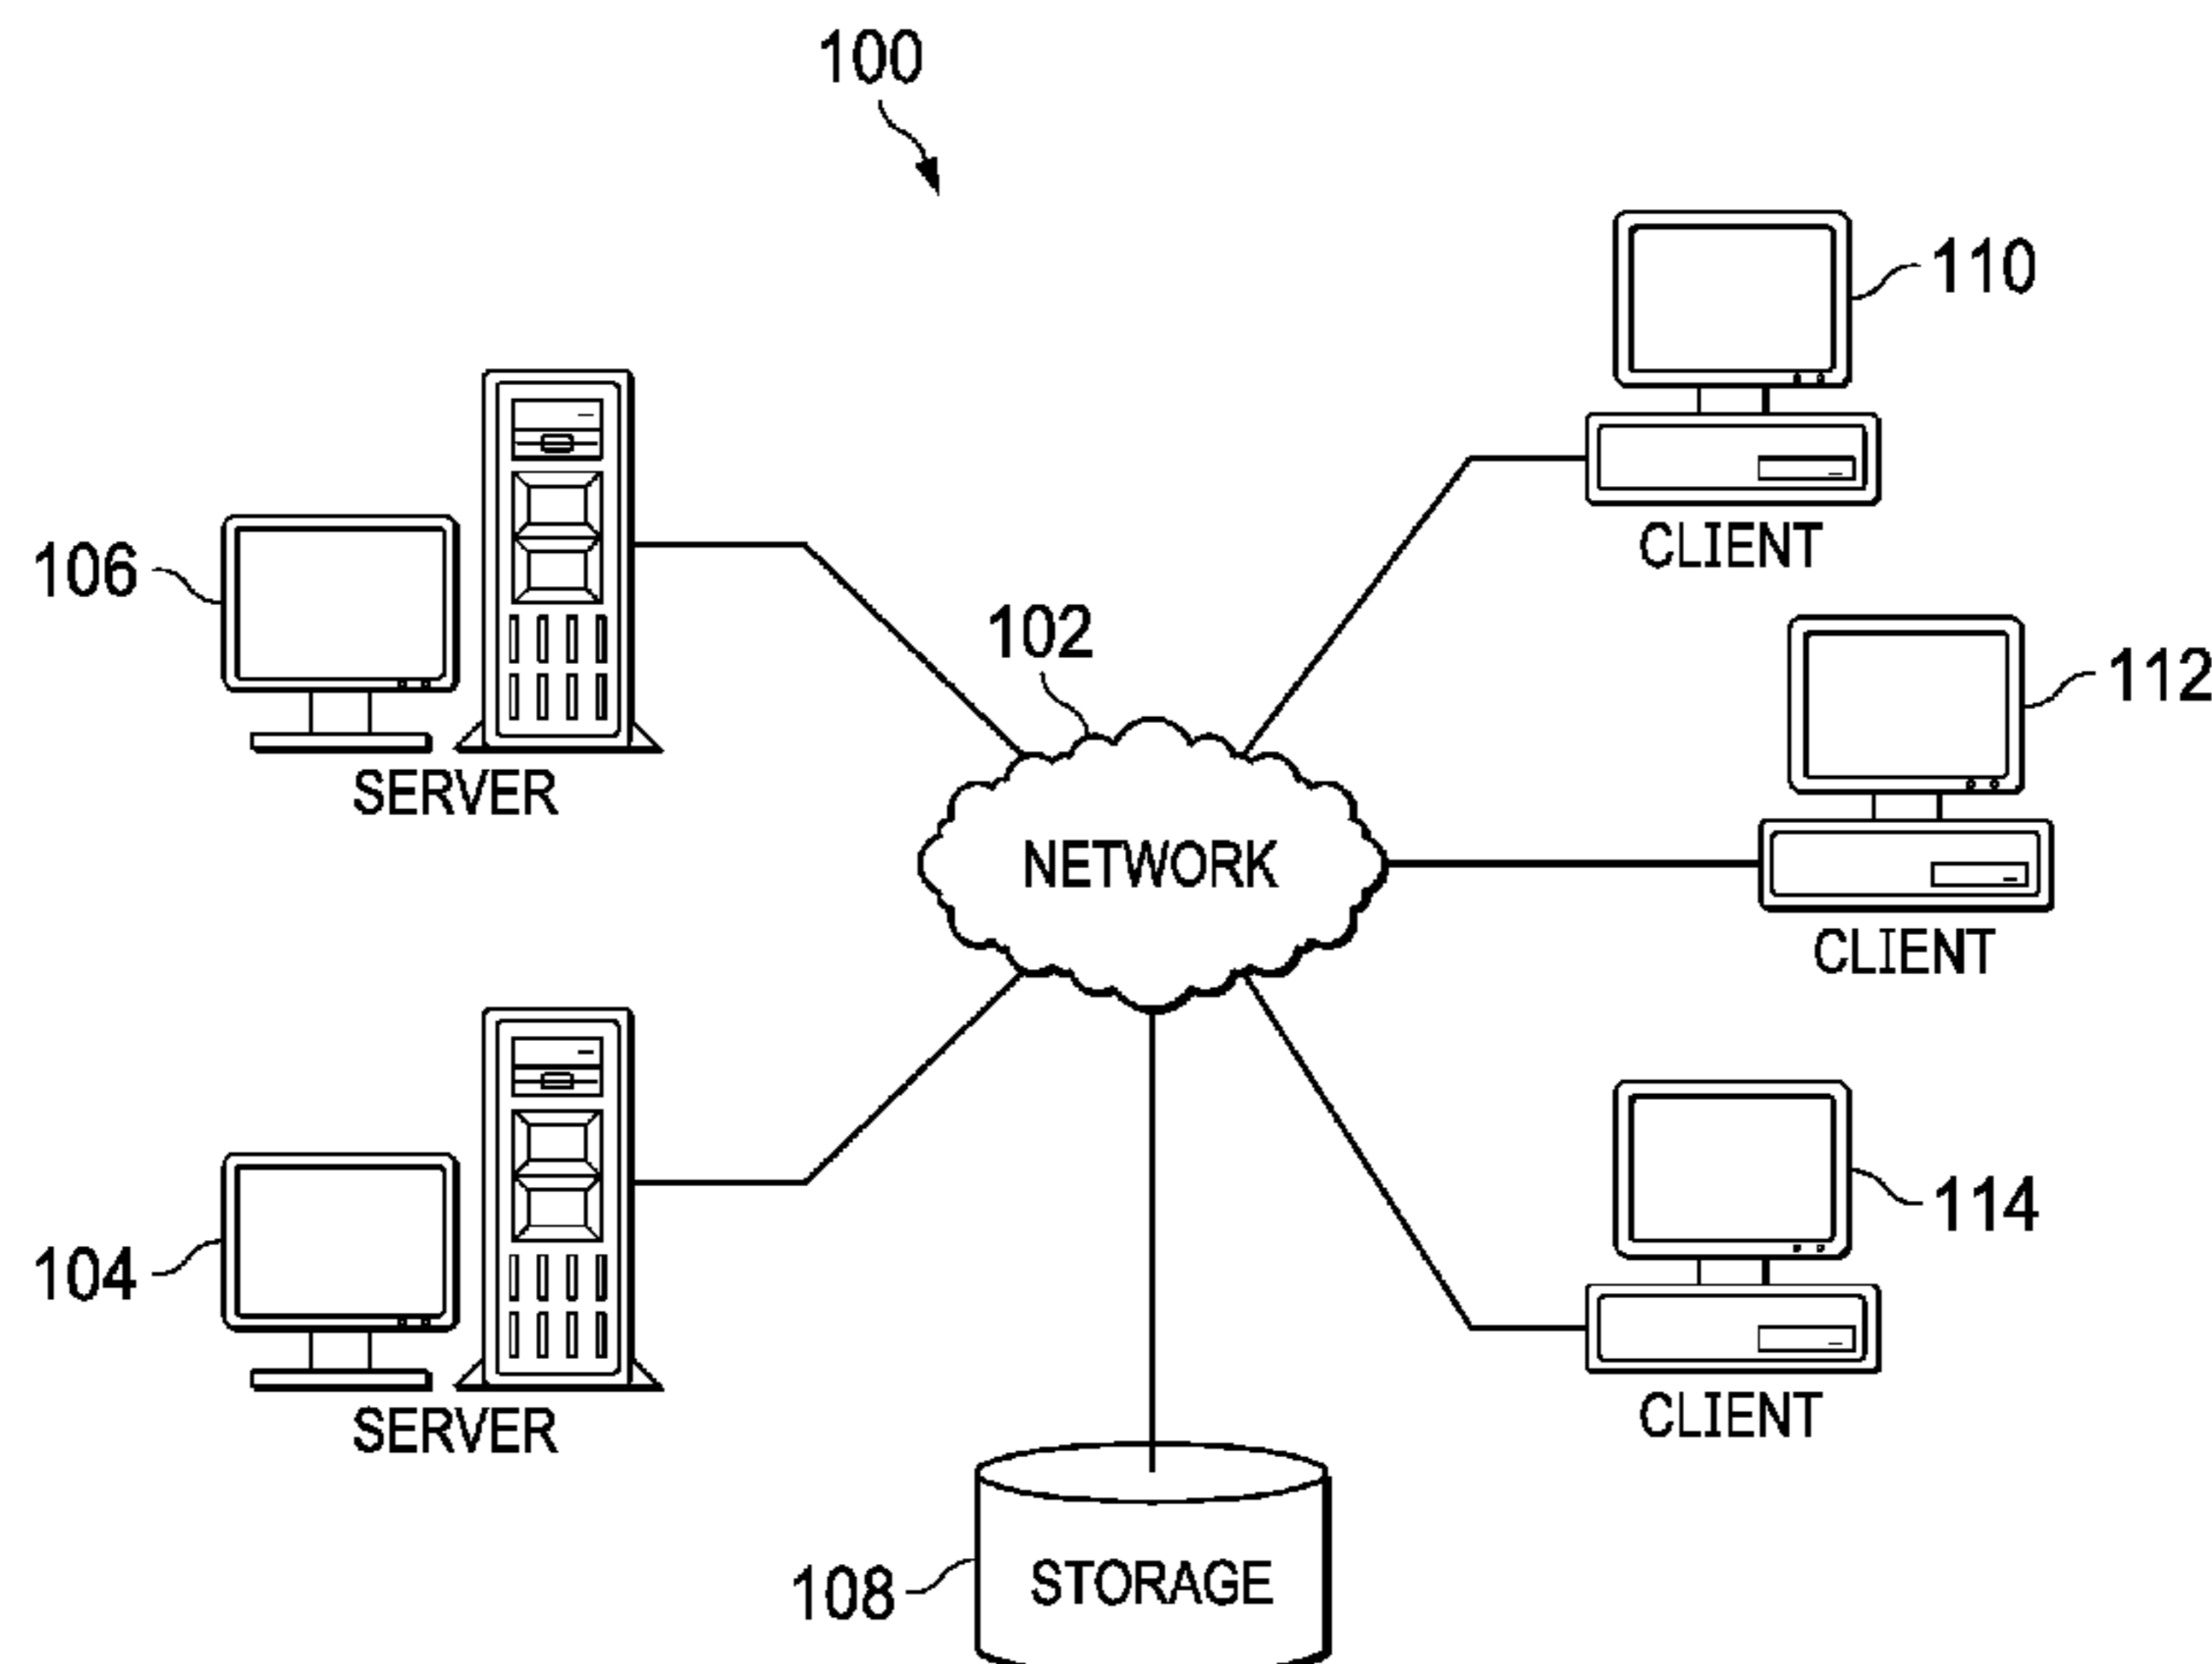 100
110
CLIENT
106
SERVER
102
112
NETWORK
CLIENT
104
SERVER
114
CLIENT
108
STORAGE